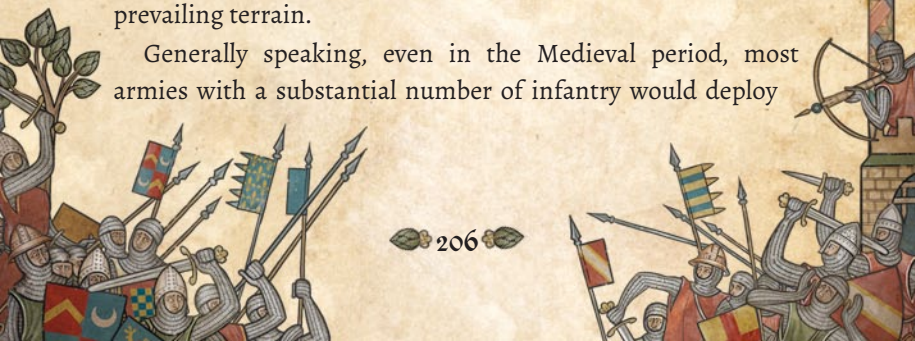 prevailing terrain.
Generally speaking, even in the Medieval period, most
armies with a substantial number of infantry would deploy
206